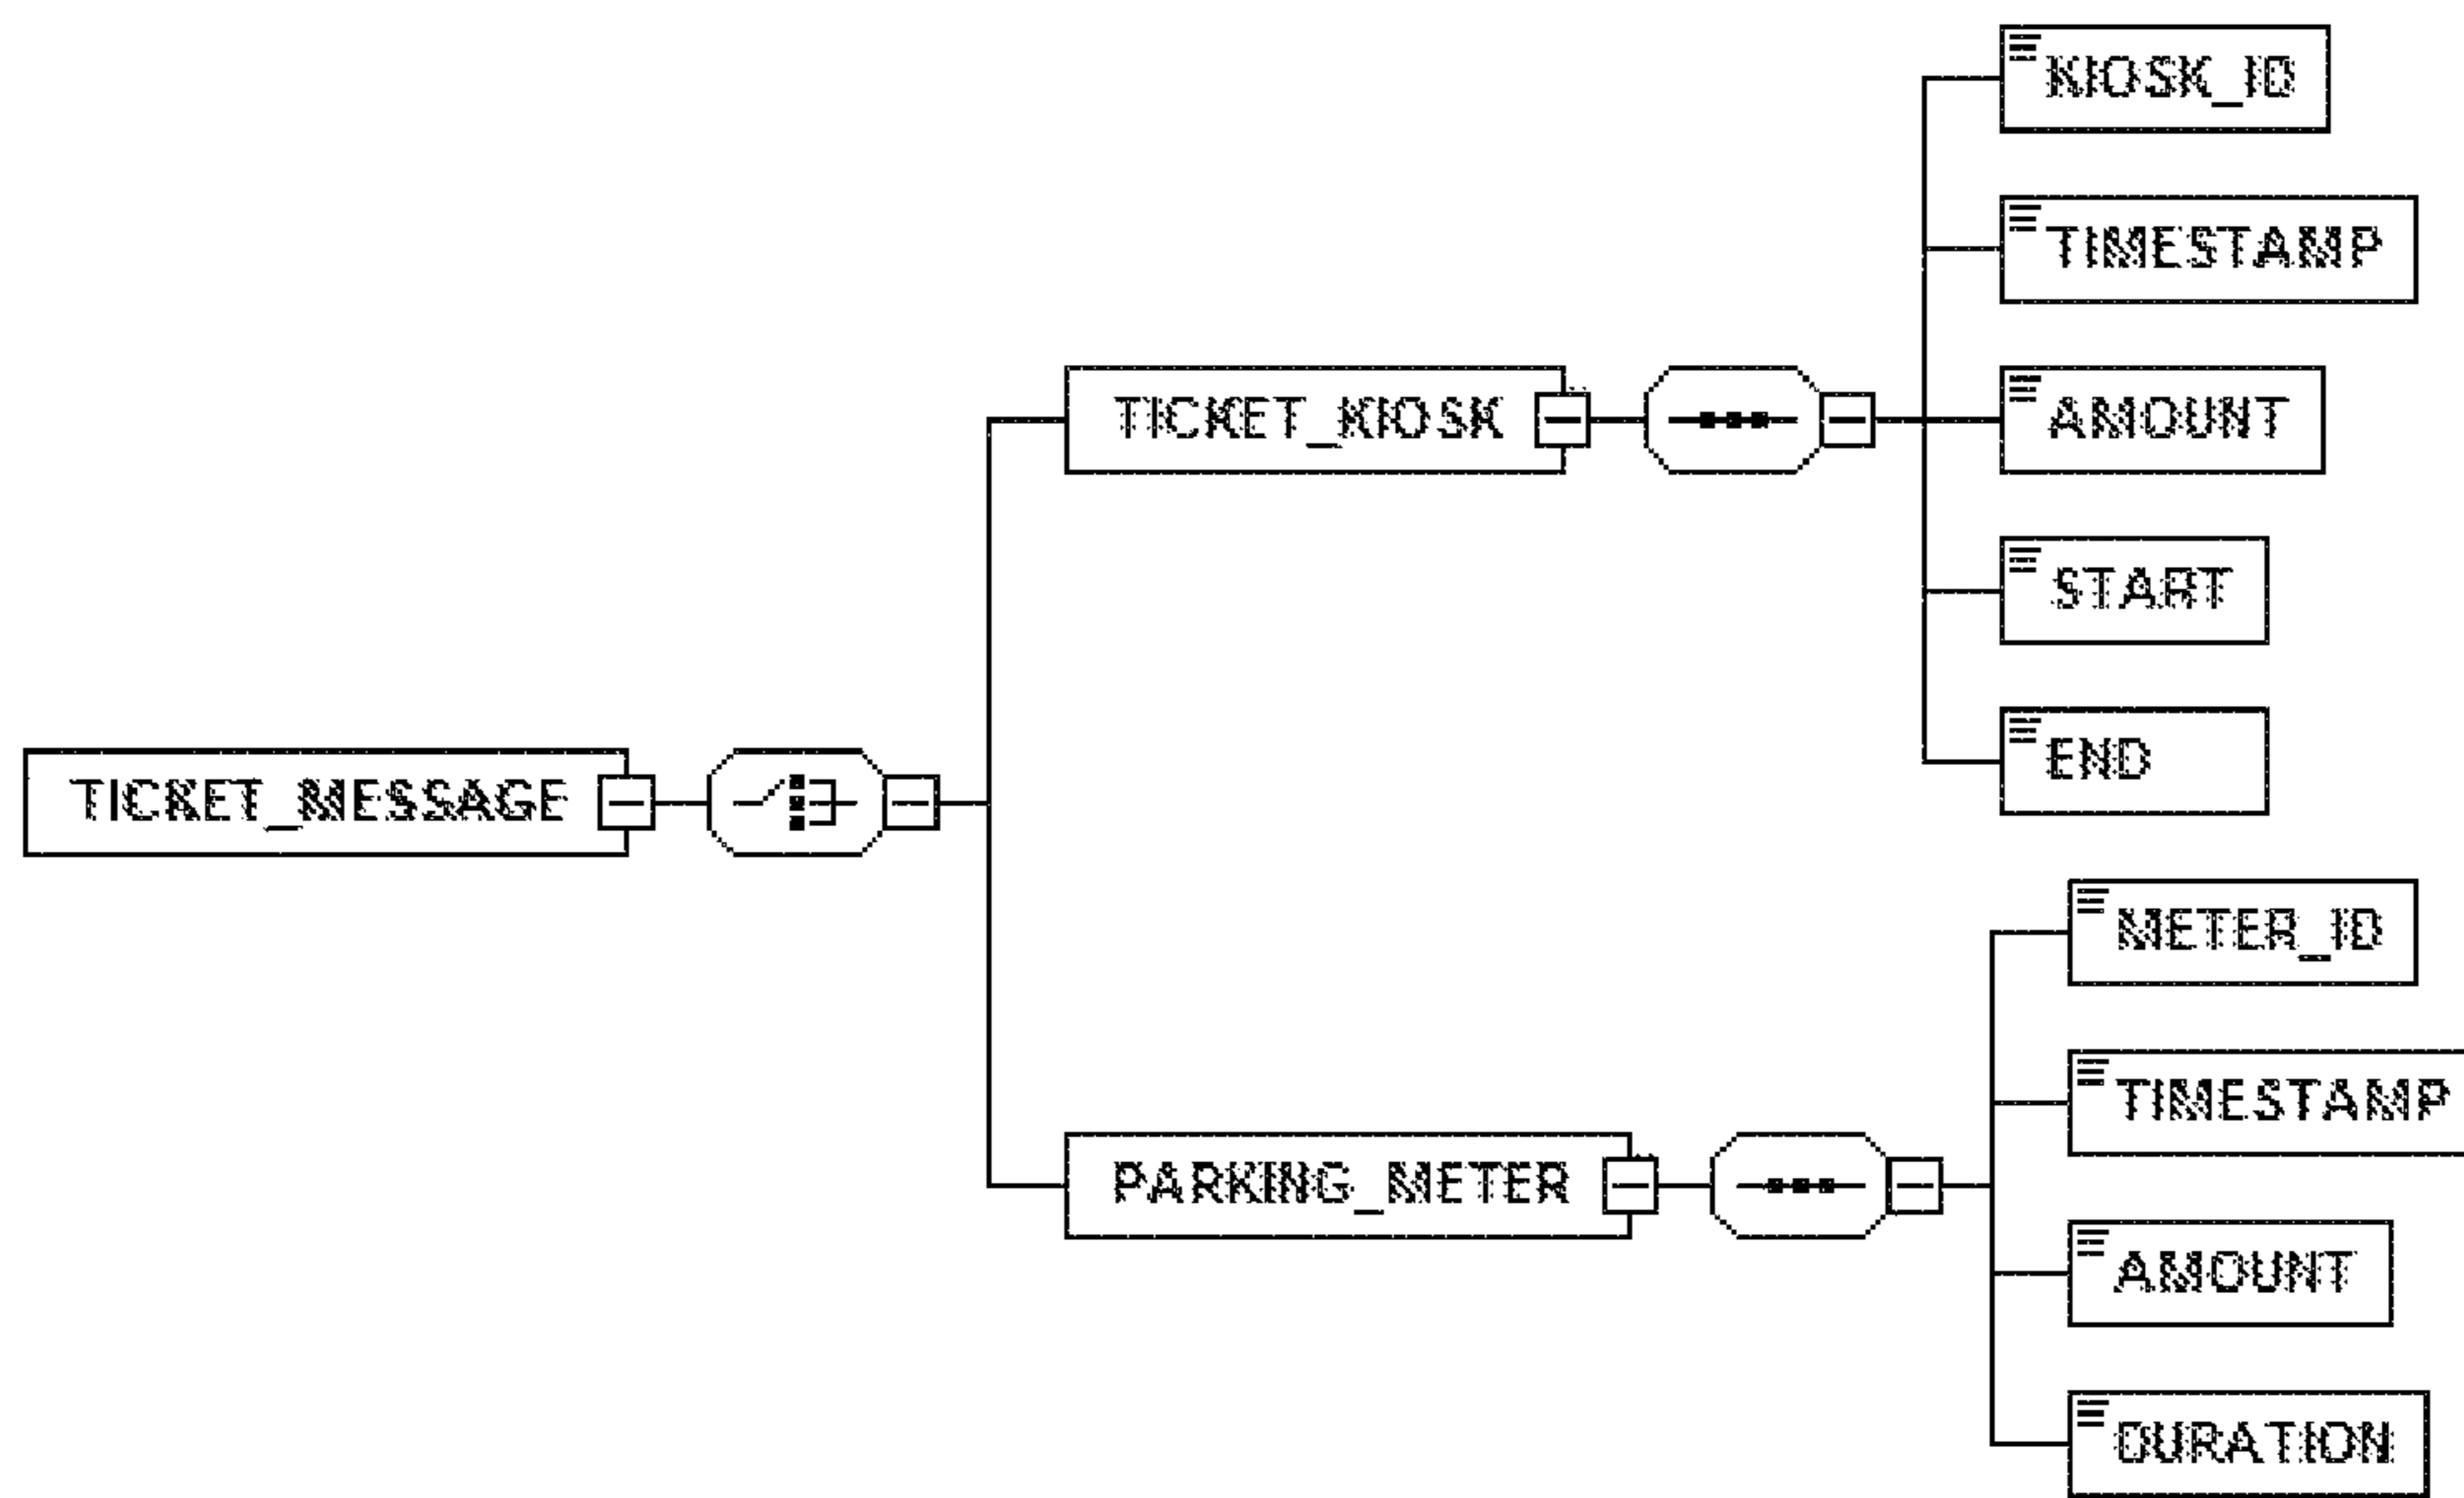 KIOSK_ID
TIMESTAMP
AMOUNT
START
END
TICKET_KIOSK
TICKET_MESSAGE
PARKING_METER
METER_ID
TIMESTAMP
AMOUNT
DURATION